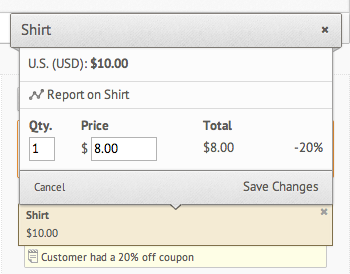 Shirt
U.S. (USD): $10.00
Report on Shirt
Qty. Price Total
1 $ 8.00 $8.00 -20%
Cancel Save Changes
Shirt
$10.00
Customer had a 20% off coupon